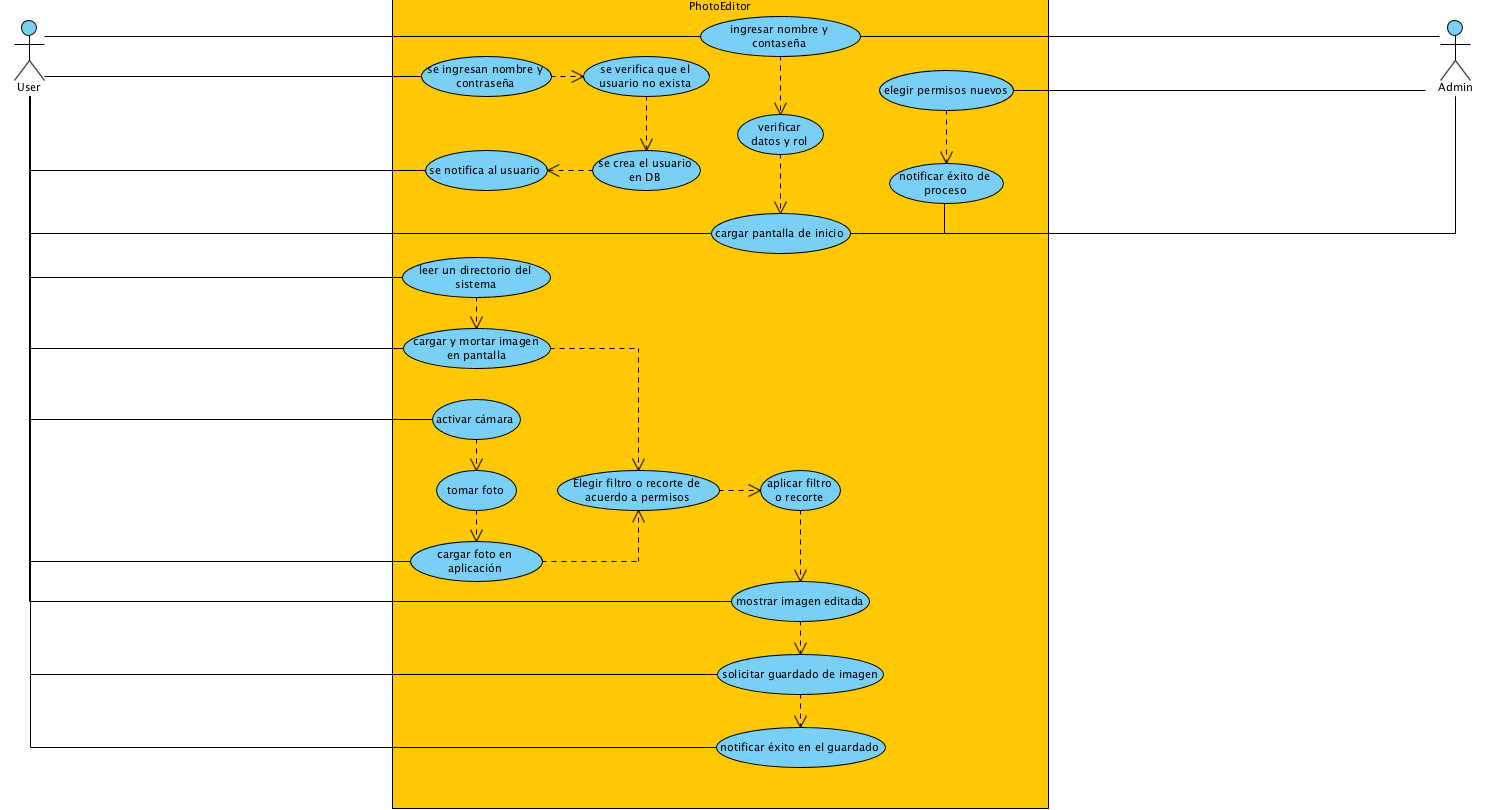 PhotoEditor
User
Admin
ingresar nombre y
contaseña
se ingresan nombre y
contraseña
se verifica que el
usuario no exista
elegir permisos nuevos
verificar
datos y rol
se notifica al usuario
se crea el usuario
en DB
notificar éxito de
proceso
cargar pantalla de inicio
leer un directorio del
sistema
cargar y mortar imagen
en pantalla
activar cámara
tomar foto
Elegir filtro o recorte de
acuerdo a permisos
aplicar filtro
o recorte
cargar foto en
aplicación
mostrar imagen editada
solicitar guardado de imagen
notificar éxito en el guardado